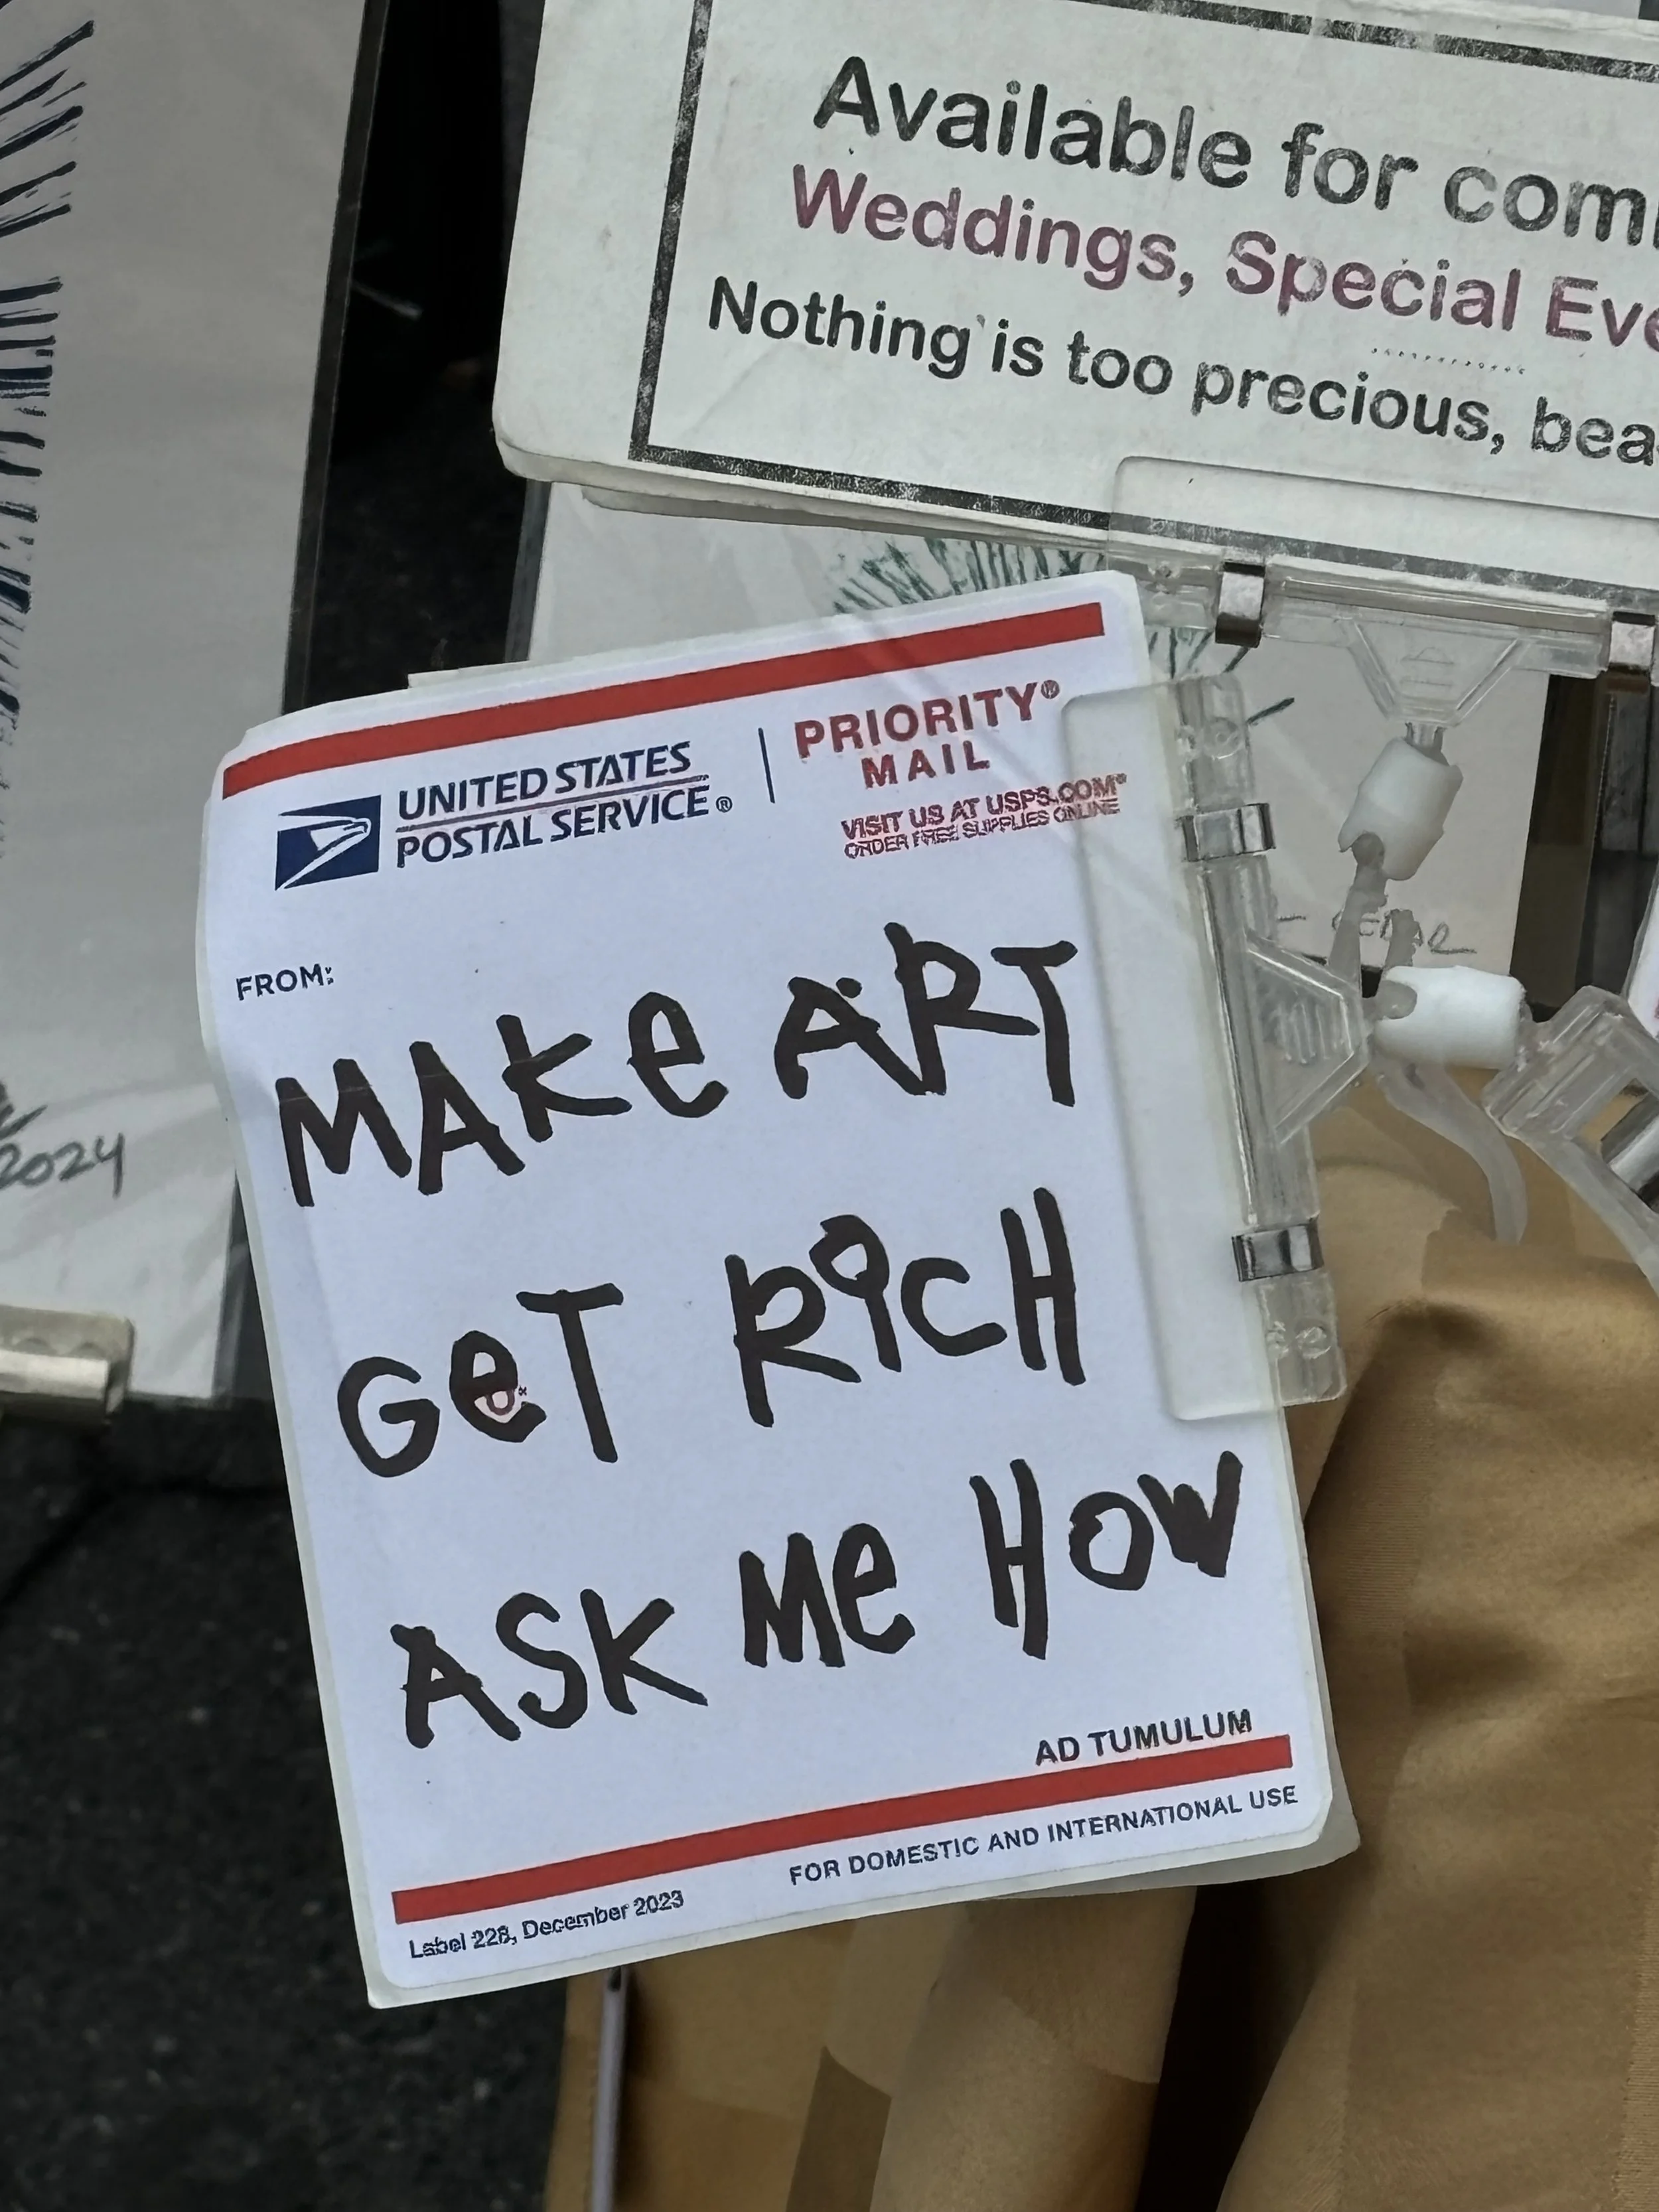 Available for com
Weddings, Special Eve
Nothing is too precious, bea
UNITED STATES
POSTAL SERVICE®
PRIORITY®
MAIL
VISIT US AT USPS.COM®
ORDER FREE SUPPLIES ONLINE
FROM:
MAKe ART
GeT RiCH
ASK Me HOW
AD TUMULUM
FOR DOMESTIC AND INTERNATIONAL USE
Label 228, December 2023
2024